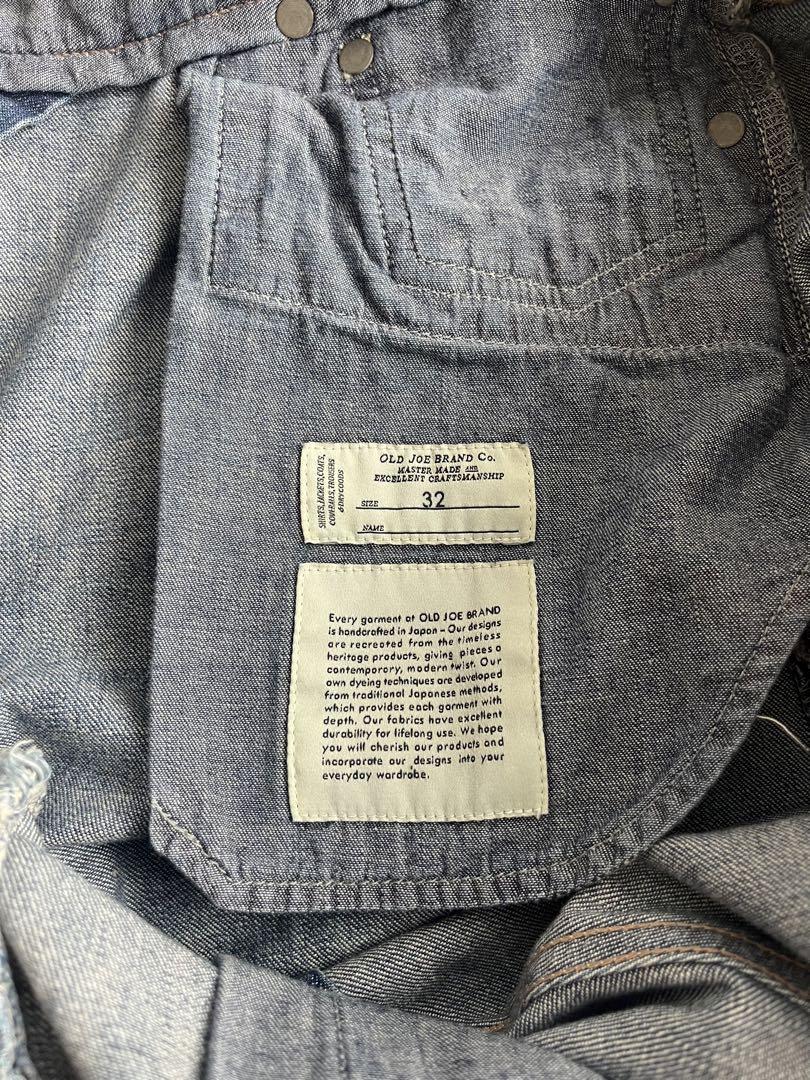 OLD JOE BRAND Co.
MASTER MADE AND
EXCELLENT CRAFTSMANSHIP
SHIRTS, JACKETS, COATS,
OVERALLS, TROUSERS
& DRY GOODS
SIZE 32
NAME
Every garment at OLD JOE BRAND
is handcrafted in Japan - Our designs
are recreated from the timeless
heritage products, giving pieces a
contemporary, modern twist. Our
own dyeing techniques are developed
from traditional Japanese methods,
which provides each garment with
depth. Our fabrics have excellent
durability for lifelong use. We hope
you will cherish our products and
incorporate our designs into your
everyday wardrobe.